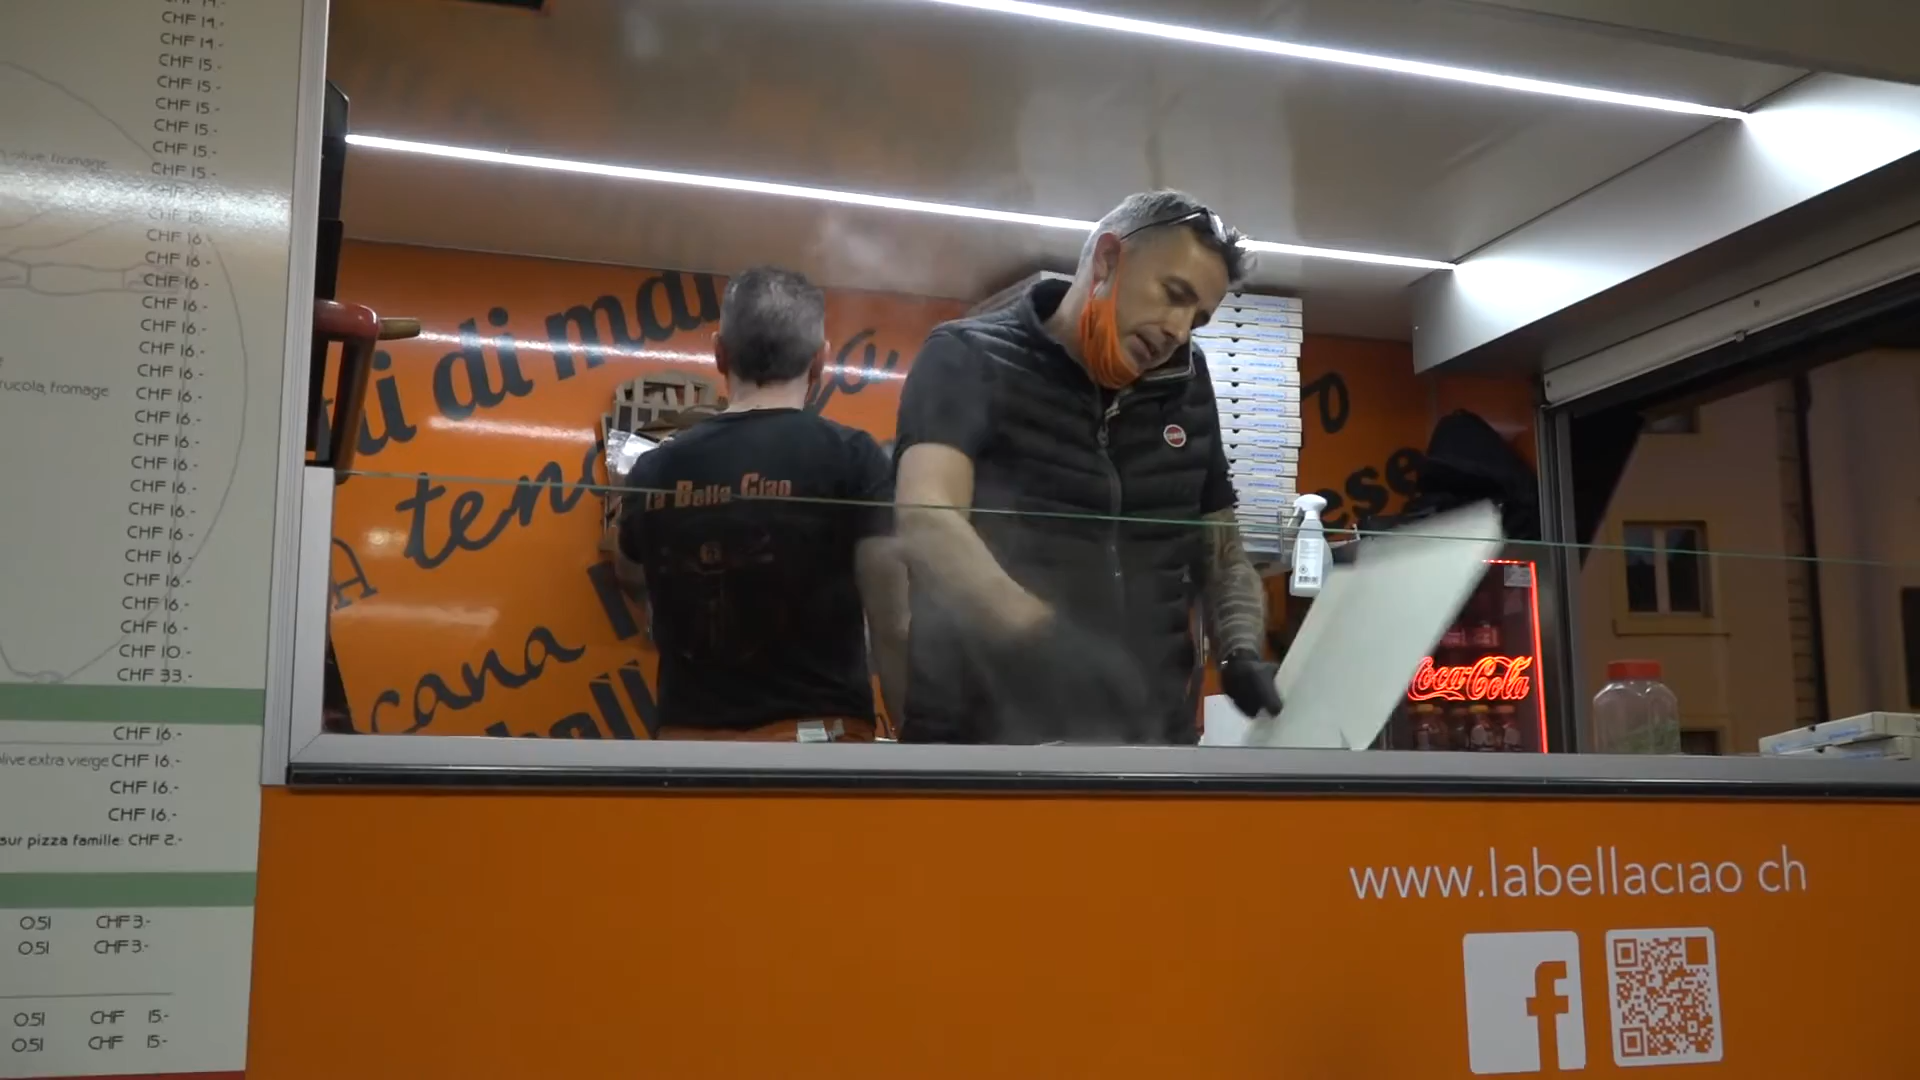 CHF 14.-
CHF 14.-
CHF 15.-
CHF 15.-
CHF 15.-
CHF 15.-
CHF 15.-
olive, fromage CHF 15.-
CHF 16.-
CHF 16.-
CHF 16.-
CHF 16.-
CHF 16.-
CHF 16.-
CHF 16.-
rucola, fromage CHF 16.-
CHF 16.-
CHF 16.-
CHF 16.-
CHF 16.-
CHF 16.-
CHF 16.-
CHF 16.-
CHF 16.-
CHF 16.-
CHF 16.-
CHF 10.-
CHF 33.-
CHF 16.-
olive extra vierge CHF 16.-
CHF 16.-
CHF 16.-
sur pizza famille: CHF 2.-
0.5l CHF 3.-
0.5l CHF 3.-
0.5l CHF 15.-
0.5l CHF 15.-
di
A
cana
ese
La Bella Ciao
Coca-Cola
www.labellaciao.ch
f